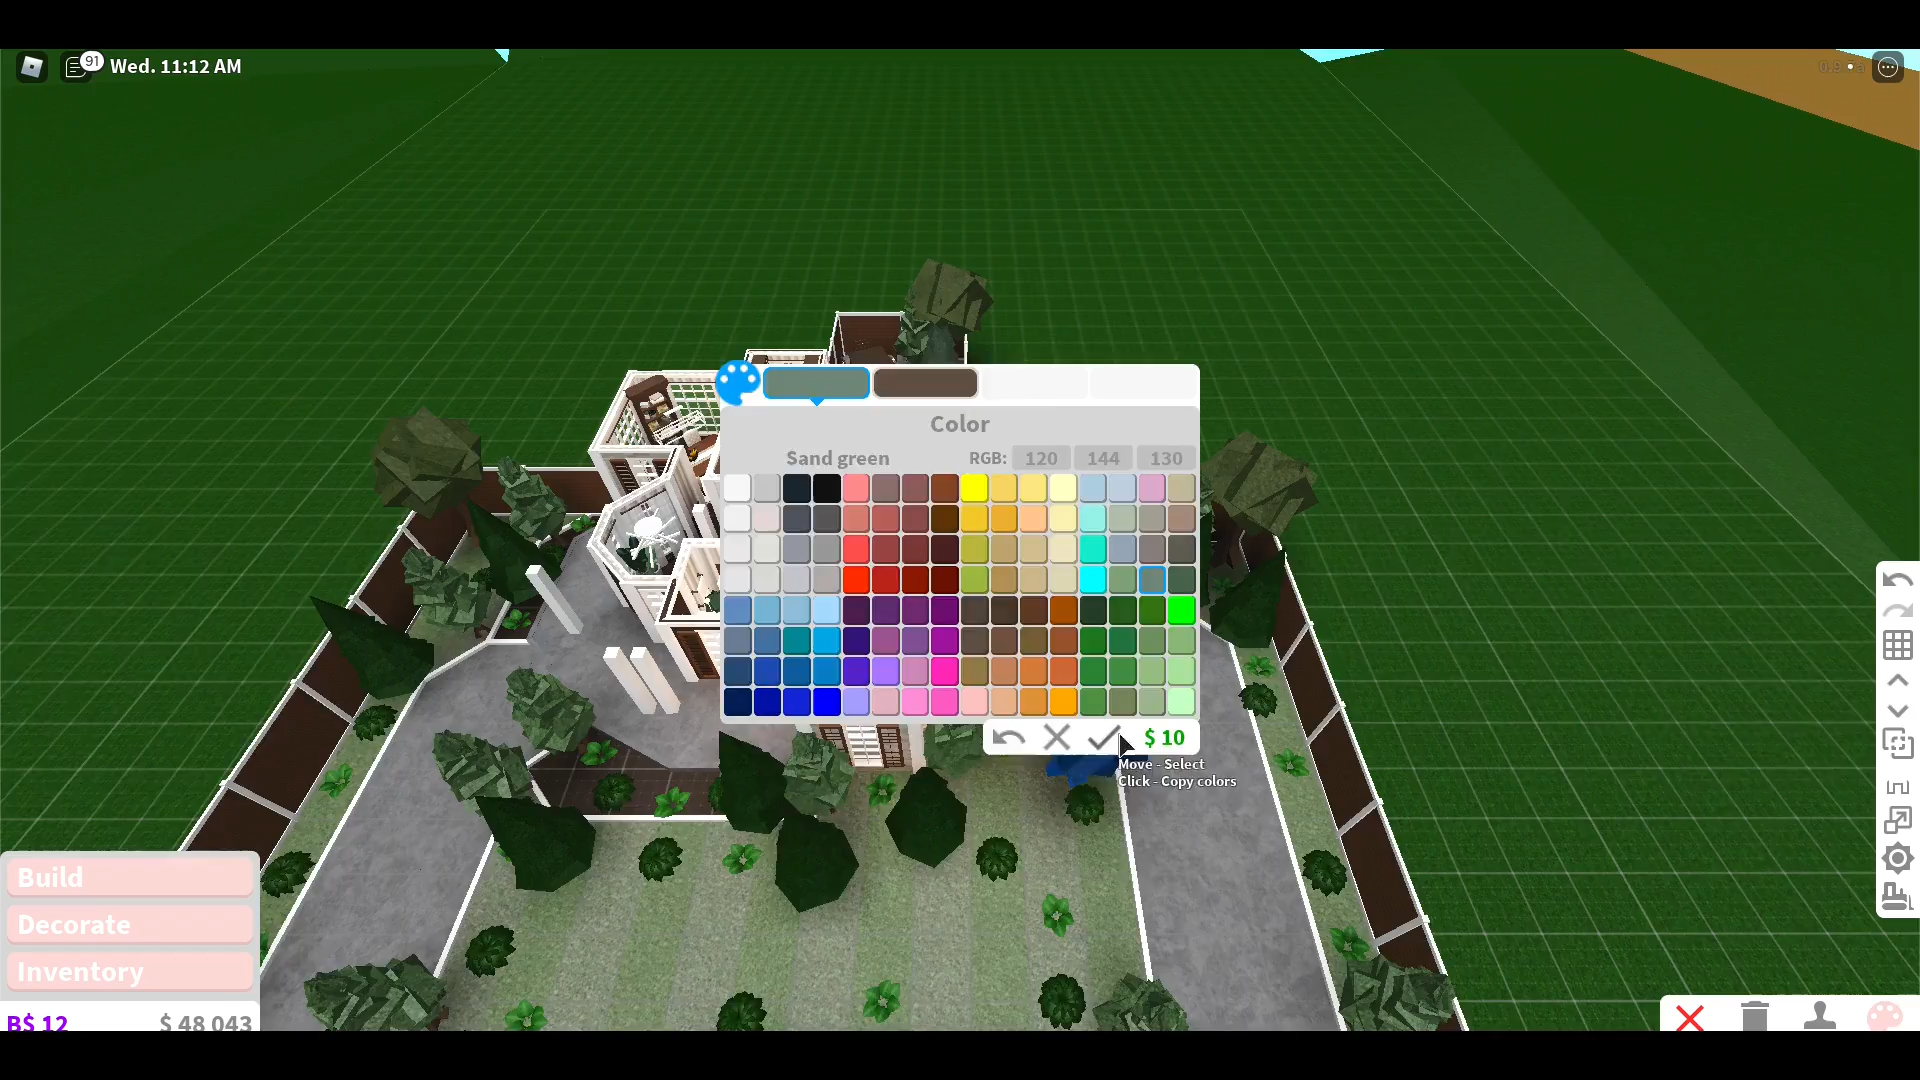 91
Wed. 11:12 AM
Color
Sand green
RGB: 120 144 130
$ 10
Move - Select
Click - Copy colors
Build
Decorate
Inventory
B$ 12
$ 48 043